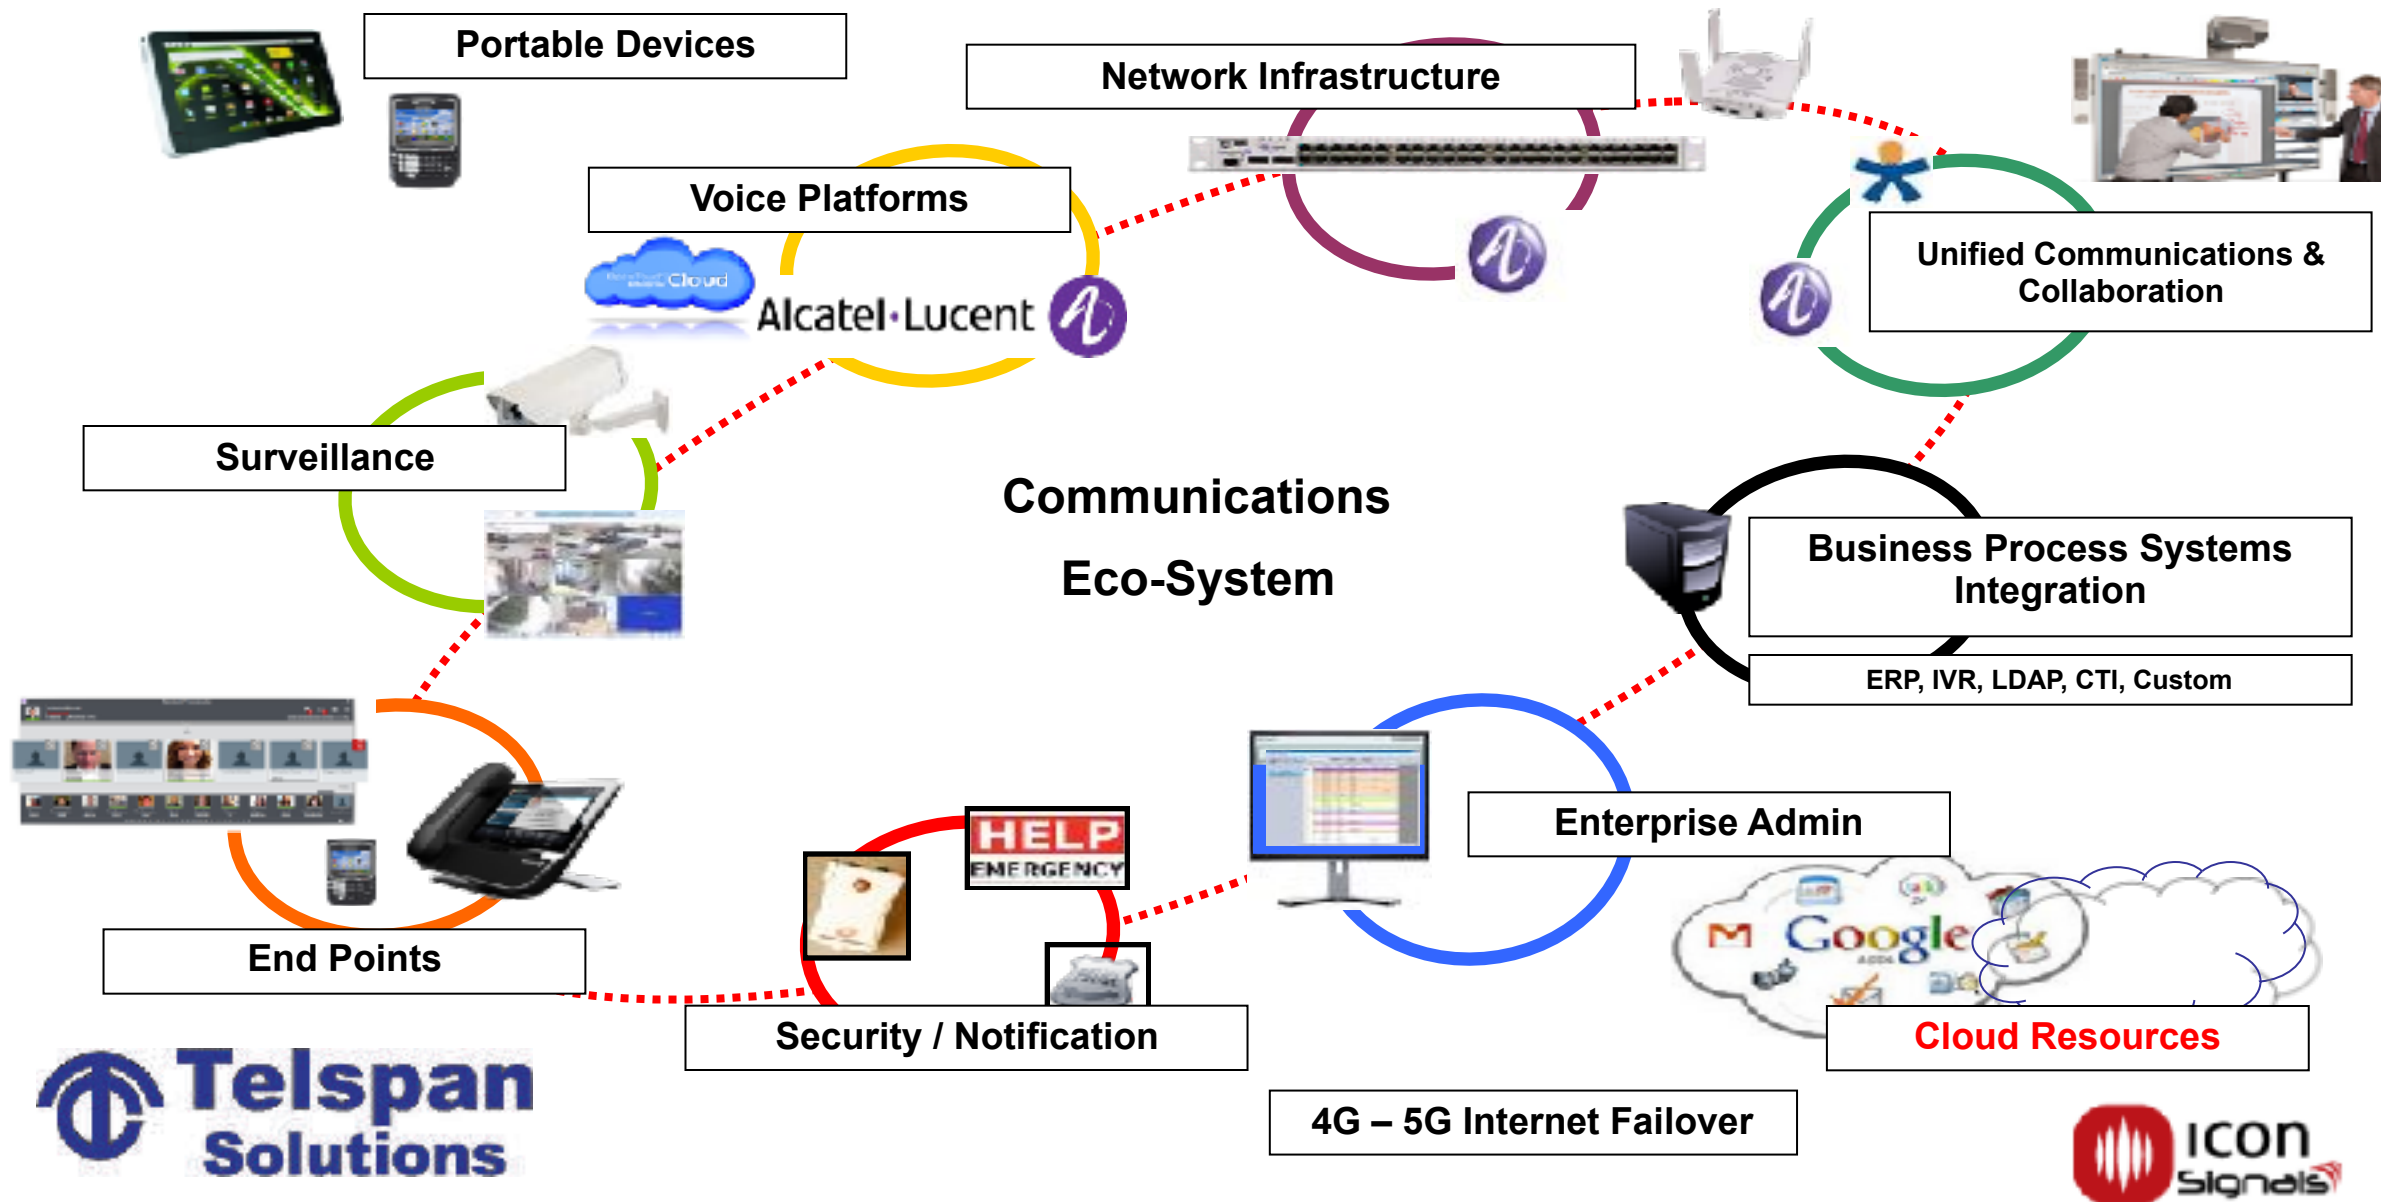 Portable Devices
Network Infrastructure
Voice Platforms
Cloud
Alcatel·Lucent
Unified Communications &
Collaboration
Surveillance
Communications
Eco-System
Business Process Systems
Integration
ERP, IVR, LDAP, CTI, Custom
Enterprise Admin
HELP
EMERGENCY
End Points
Google
Security / Notification
Cloud Resources
Telspan
Solutions
4G – 5G Internet Failover
ICON
Signals